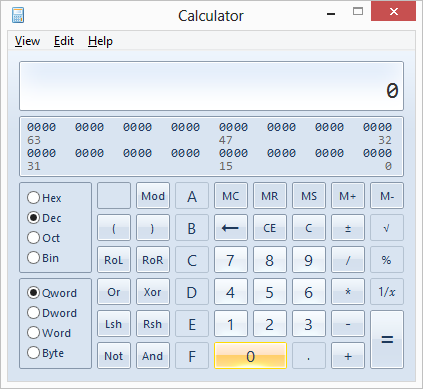 Calculator
View Edit Help
0
0000 0000 0000 0000 0000 0000 0000 0000
63 47 32
0000 0000 0000 0000 0000 0000 0000 0000
31 15 0
Hex Mod A MC MR MS M+ M-
Dec ( ) B ← CE C ± √
Oct RoL RoR C 7 8 9 / %
Bin
Qword Or Xor D 4 5 6 * 1/x
Dword Lsh Rsh E 1 2 3 - =
Word
Byte Not And F 0 . +